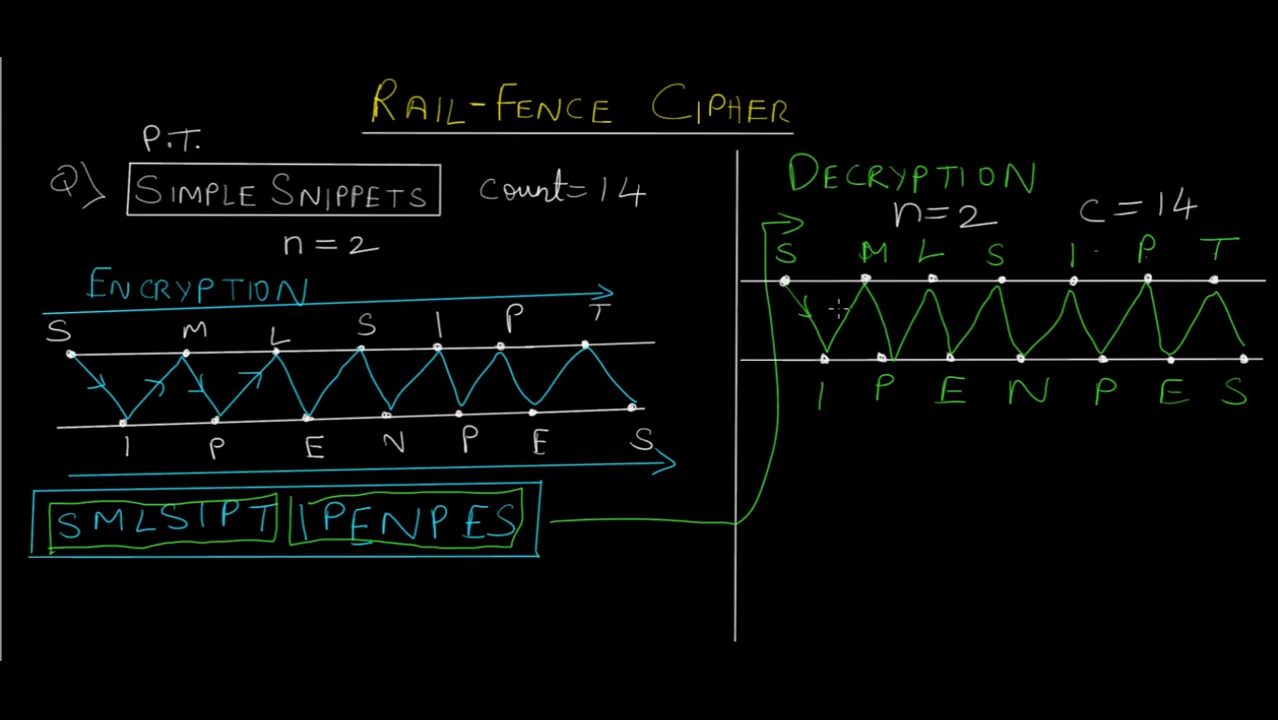 RAIL-FENCE CIPHER
P.T.
Q) SIMPLE SNIPPETS count=14
n=2
ENCRYPTION
S M L S I P T
I P E N P E S
SMLSIPT IPENPES
DECRYPTION
n=2 c=14
S M L S I P T
I P E N P E S